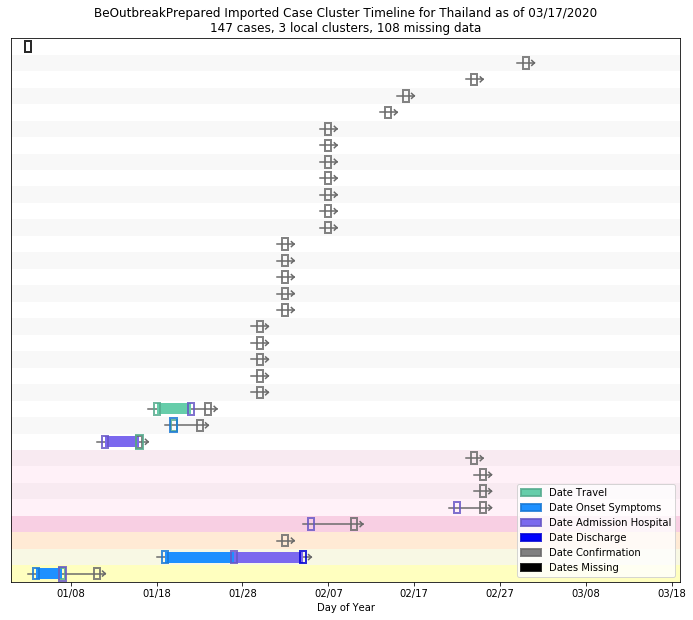 BeOutbreakPrepared Imported Case Cluster Timeline for Thailand as of 03/17/2020
147 cases, 3 local clusters, 108 missing data
Date Travel
Date Onset Symptoms
Date Admission Hospital
Date Discharge
Date Confirmation
Dates Missing
01/08 01/18 01/28 02/07 02/17 02/27 03/08 03/18
Day of Year